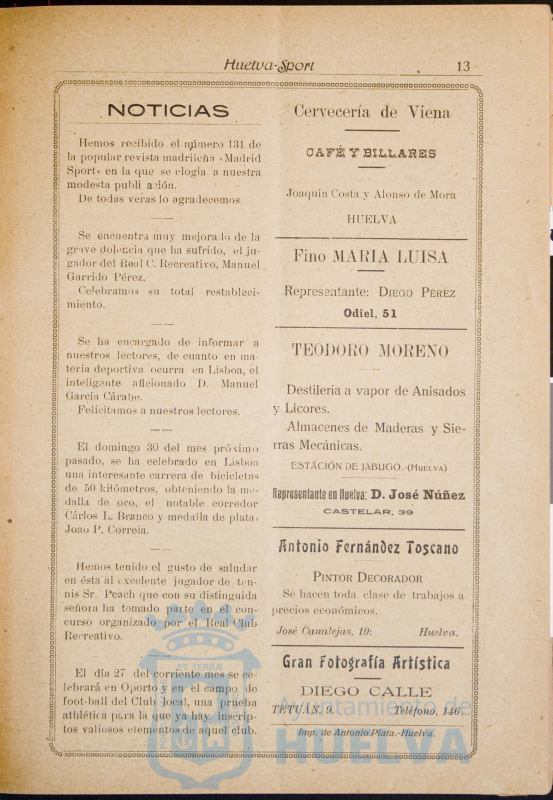 Huelva-Sport
13
NOTICIAS
Hemos recibido el número 131 de
la popular revista madrileña «Madrid
Sport» en la que se elogia a nuestra
modesta publi ación.
De todas veras lo agradecemos.
Se encuentra muy mejorado de la
grave dolencia que ha sufrido, el ju-
gador del Real C. Recreativo, Manuel
Garrido Pérez.
Celebramos su total restableci-
miento.
Se ha encargado de informar a
nuestros lectores, de cuanto en ma-
teria deportiva ocurra en Lisboa, el
inteligente aficionado D. Manuel
García Cárabe.
Felicitamos a nuestros lectores.
El domingo 30 del mes próximo
pasado, se ha celebrado en Lisboa
una interesante carrera de bicicletas
de 50 kilómetros, obteniendo la me-
dalla de oro, el notable corredor
Cárlos L. Branco y medalla de plata,
Joao P. Correia.
Hemos tenido el gusto de saludar
en ésta al excelente jugador de ten-
nis Sr. Peach que con su distinguida
señora ha tomado parte en el con-
curso organizado por el Real Club
Recreativo.
El día 27 del corriente mes se ce-
lebrará en Oporto y en el campo de
foot-ball del Club local, una prueba
athlética para la que ya hay inscrip-
tos valiosos elementos de aquel club.
Cervecería de Viena
CAFÉ Y BILLARES
Joaquín Costa y Alonso de Mora
HUELVA
Fino MARIA LUISA
Representante: DIEGO PÉREZ
Odiel, 51
TEODORO MORENO
Destilería a vapor de Anisados
y Licores.
Almacenes de Maderas y Sie-
rras Mecánicas.
ESTACIÓN DE JABUGO.-(HUELVA)
Representante en Huelva: D. José Núñez
CASTELAR, 39
Antonio Fernández Toscano
PINTOR DECORADOR
Se hacen toda clase de trabajos a
precios económicos.
José Canalejas, 10: Huelva.
Gran Fotografía Artística
DIEGO CALLE
TETUÁN, 9. Teléfono, 146.
Imp. de Antonio Plata.-Huelva.
ET TERRÆ
Ayuntamiento de
HUELVA